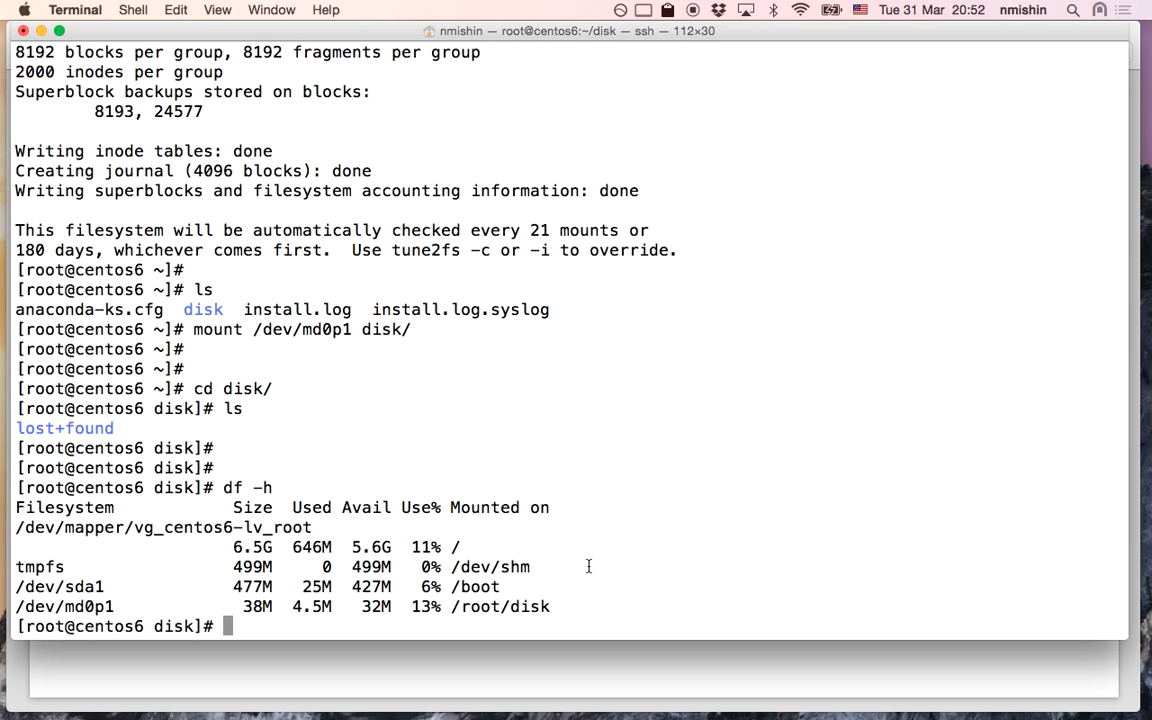 Terminal Shell Edit View Window Help Tue 31 Mar 20:52 nmishin
nmishin — root@centos6:~/disk — ssh — 112×30
8192 blocks per group, 8192 fragments per group
2000 inodes per group
Superblock backups stored on blocks:
8193, 24577
Writing inode tables: done
Creating journal (4096 blocks): done
Writing superblocks and filesystem accounting information: done
This filesystem will be automatically checked every 21 mounts or
180 days, whichever comes first.  Use tune2fs -c or -i to override.
[root@centos6 ~]#
[root@centos6 ~]# ls
anaconda-ks.cfg  disk  install.log  install.log.syslog
[root@centos6 ~]# mount /dev/md0p1 disk/
[root@centos6 ~]#
[root@centos6 ~]#
[root@centos6 ~]# cd disk/
[root@centos6 disk]# ls
lost+found
[root@centos6 disk]#
[root@centos6 disk]#
[root@centos6 disk]# df -h
Filesystem            Size  Used Avail Use% Mounted on
/dev/mapper/vg_centos6-lv_root
6.5G  646M  5.6G  11% /
tmpfs                 499M     0  499M   0% /dev/shm
/dev/sda1             477M   25M  427M   6% /boot
/dev/md0p1             38M  4.5M   32M  13% /root/disk
[root@centos6 disk]#